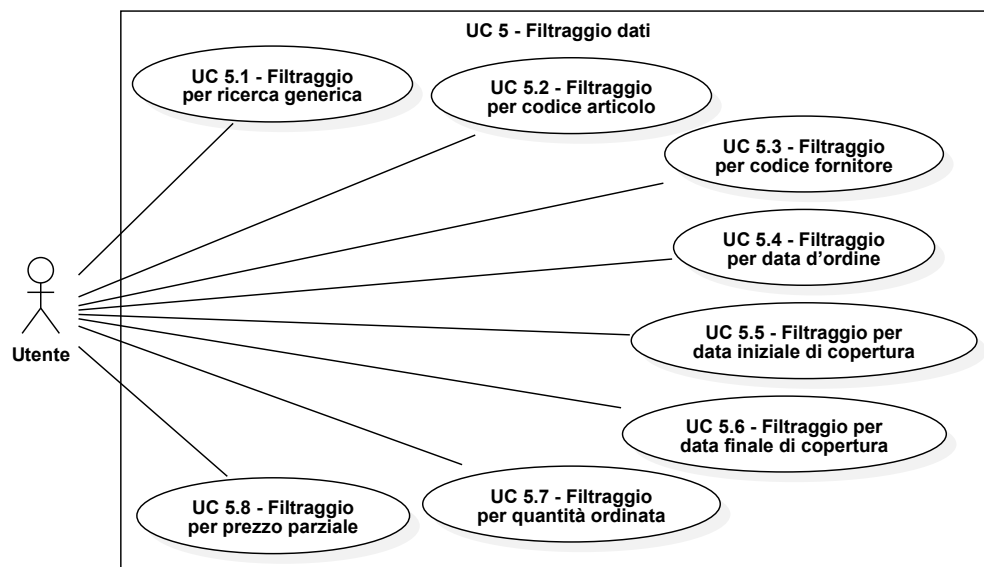 UC 5 - Filtraggio dati
UC 5.1 - Filtraggio
per ricerca generica
UC 5.2 - Filtraggio
per codice articolo
UC 5.3 - Filtraggio
per codice fornitore
UC 5.4 - Filtraggio
per data d'ordine
Utente
UC 5.5 - Filtraggio per
data iniziale di copertura
UC 5.6 - Filtraggio per
data finale di copertura
UC 5.7 - Filtraggio
per quantità ordinata
UC 5.8 - Filtraggio
per prezzo parziale